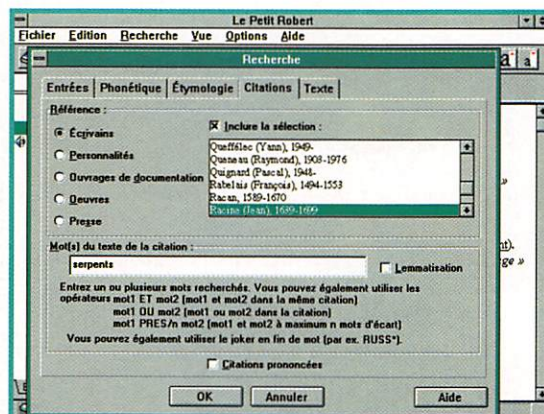 Le Petit Robert
Fichier Edition Recherche Vue Options Aide
Recherche
Entrées Phonétique Étymologie Citations Texte
Référence :
Écrivains
Personnalités
Ouvrages de documentation
Oeuvres
Presse
Inclure la sélection :
Queffélec (Yann), 1949-
Queneau (Raymond), 1903-1976
Quignard (Pascal), 1948-
Rabelais (François), 1494-1553
Racan, 1589-1670
Racine (Jean), 1639-1699
Mot(s) du texte de la citation :
serpents
Lemmatisation
Entrez un ou plusieurs mots recherchés. Vous pouvez également utiliser les
opérateurs mot1 ET mot2 (mot1 et mot2 dans la même citation)
mot1 OU mot2 (mot1 ou mot2 dans la citation)
mot1 PRES/n mot2 (mot1 et mot2 à maximum n mots d'écart)
Vous pouvez également utiliser le joker en fin de mot (par ex. RUSS*).
Citations prononcées
OK Annuler Aide